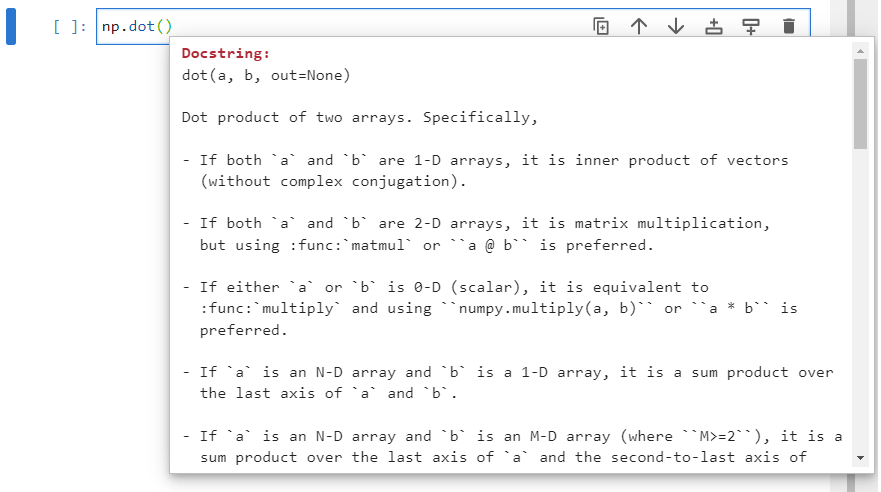 [ ]: np.dot()
Docstring:
dot(a, b, out=None)
Dot product of two arrays. Specifically,
- If both `a` and `b` are 1-D arrays, it is inner product of vectors
(without complex conjugation).
- If both `a` and `b` are 2-D arrays, it is matrix multiplication,
but using :func:`matmul` or ``a @ b`` is preferred.
- If either `a` or `b` is 0-D (scalar), it is equivalent to
:func:`multiply` and using ``numpy.multiply(a, b)`` or ``a * b`` is
preferred.
- If `a` is an N-D array and `b` is a 1-D array, it is a sum product over
the last axis of `a` and `b`.
- If `a` is an N-D array and `b` is an M-D array (where ``M>=2``), it is a
sum product over the last axis of `a` and the second-to-last axis of